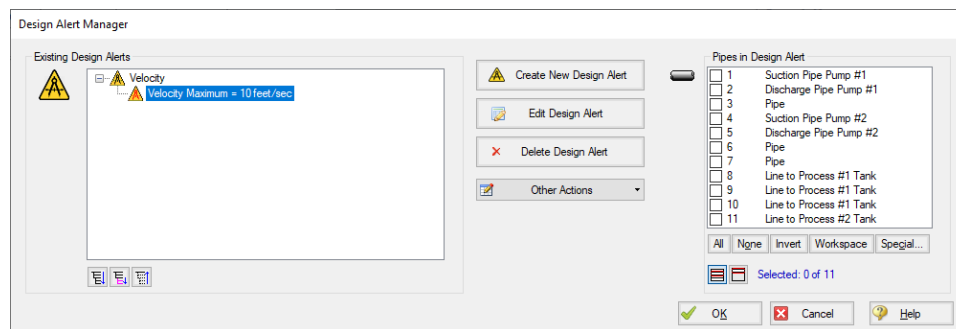 Design Alert Manager
Existing Design Alerts
Velocity
Velocity Maximum = 10 feet/sec
Create New Design Alert
Edit Design Alert
Delete Design Alert
Other Actions
Pipes in Design Alert
1 Suction Pipe Pump #1
2 Discharge Pipe Pump #1
3 Pipe
4 Suction Pipe Pump #2
5 Discharge Pipe Pump #2
6 Pipe
7 Pipe
8 Line to Process #1 Tank
9 Line to Process #1 Tank
10 Line to Process #1 Tank
11 Line to Process #2 Tank
All None Invert Workspace Special...
Selected: 0 of 11
OK Cancel Help